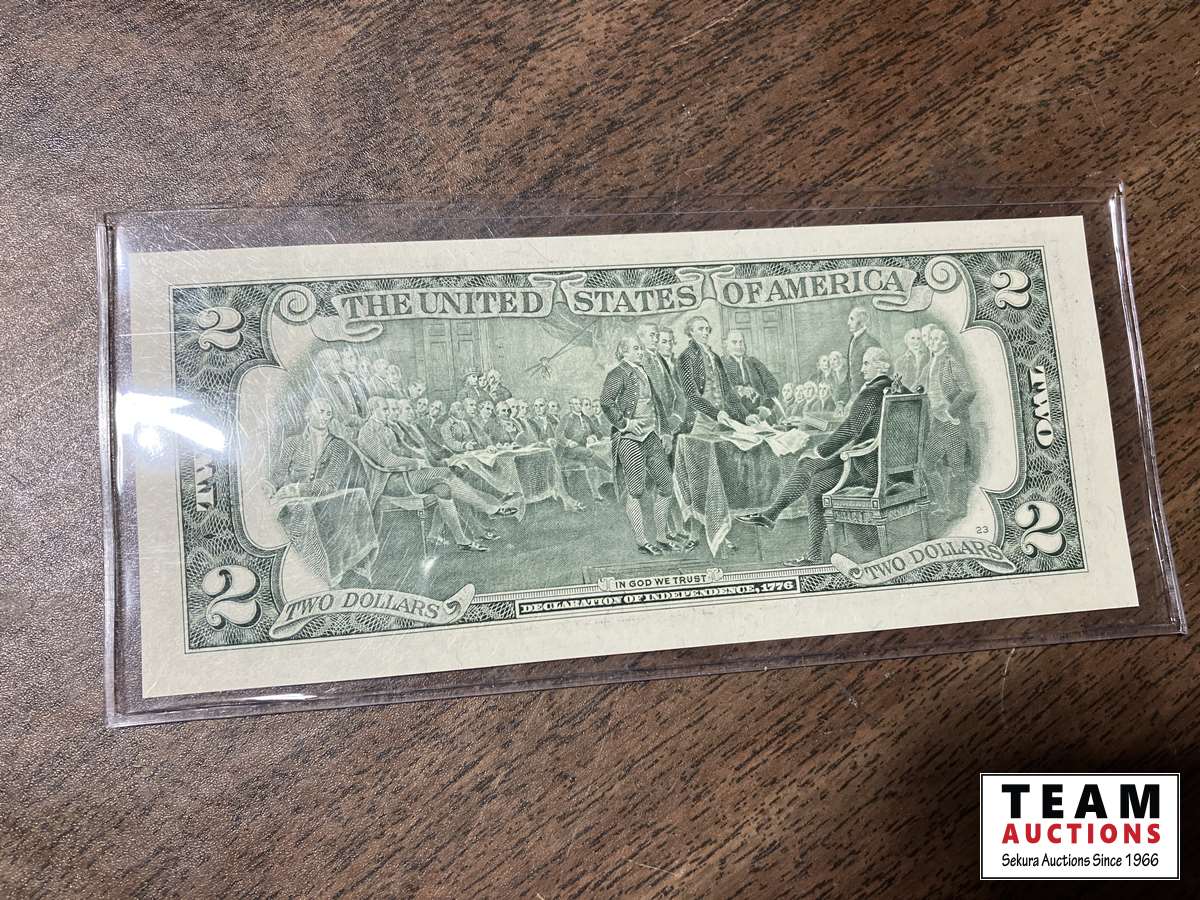 THE UNITED STATES OF AMERICA
2
2
TWO
TWO
23
2
2
TWO DOLLARS
TWO DOLLARS
IN GOD WE TRUST
DECLARATION OF INDEPENDENCE, 1776
TEAM
AUCTIONS
Sekura Auctions Since 1966